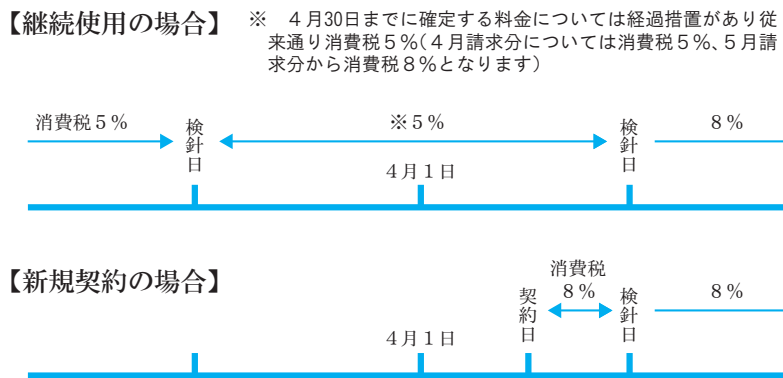 【継続使用の場合】
※　４月30日までに確定する料金については経過措置があり従
来通り消費税５％(４月請求分については消費税５％、５月請
求分から消費税８％となります)
消費税５％
検針日
※５％
検針日
８％
４月１日
【新規契約の場合】
消費税
８％
契約日
検針日
８％
４月１日